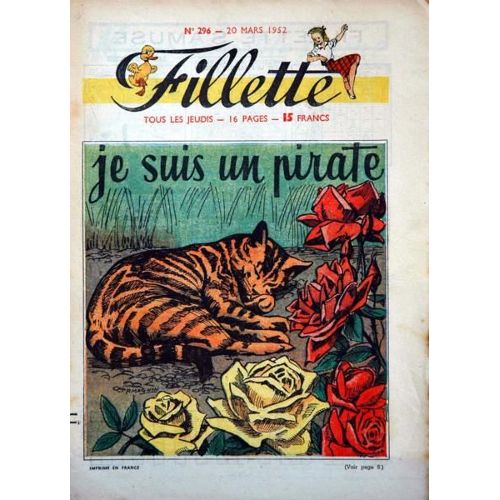 N° 296 — 20 MARS 1952
Fillette
TOUS LES JEUDIS — 16 PAGES — 15 FRANCS
je suis un pirate
IMPRIMÉ EN FRANCE
(Voir page 8)